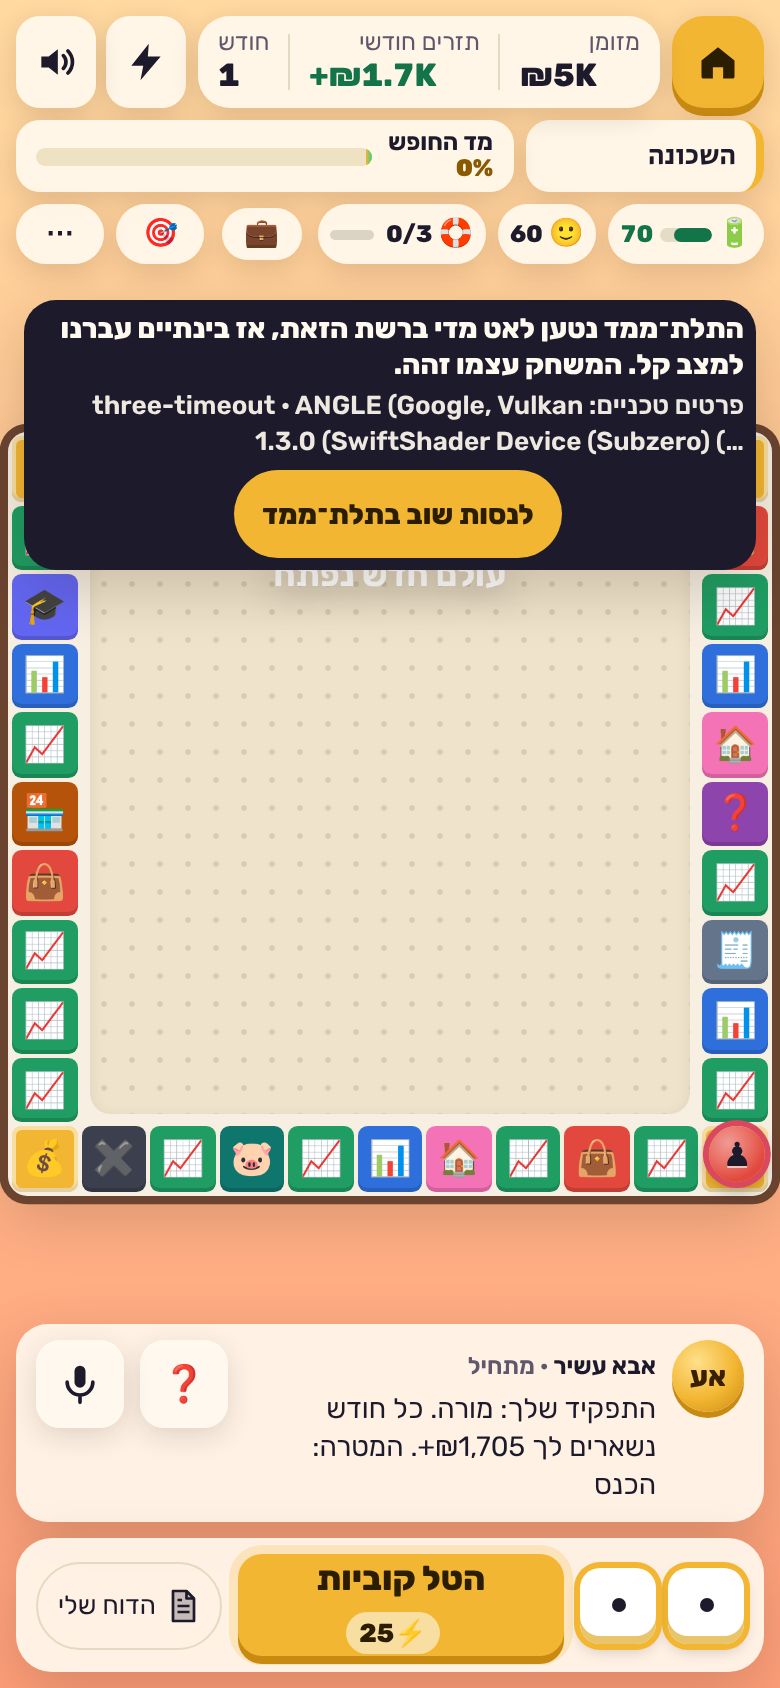 מזומן
₪5K
תזרים חודשי
+₪1.7K
חודש
1
השכונה
מד החופש
0%
70
60
0/3
...
התלת־ממד נטען לאט מדי ברשת הזאת, אז בינתיים עברנו
למצב קל. המשחק עצמו זהה.
פרטים טכניים: three-timeout • ANGLE (Google, Vulkan
1.3.0 (SwiftShader Device (Subzero) (…
לנסות שוב בתלת־ממד
עולם חדש נפתח
אע
אבא עשיר • מתחיל
התפקיד שלך: מורה. כל חודש
נשארים לך ₪1,705+. המטרה:
הכנס
הטל קוביות
⚡25
הדוח שלי